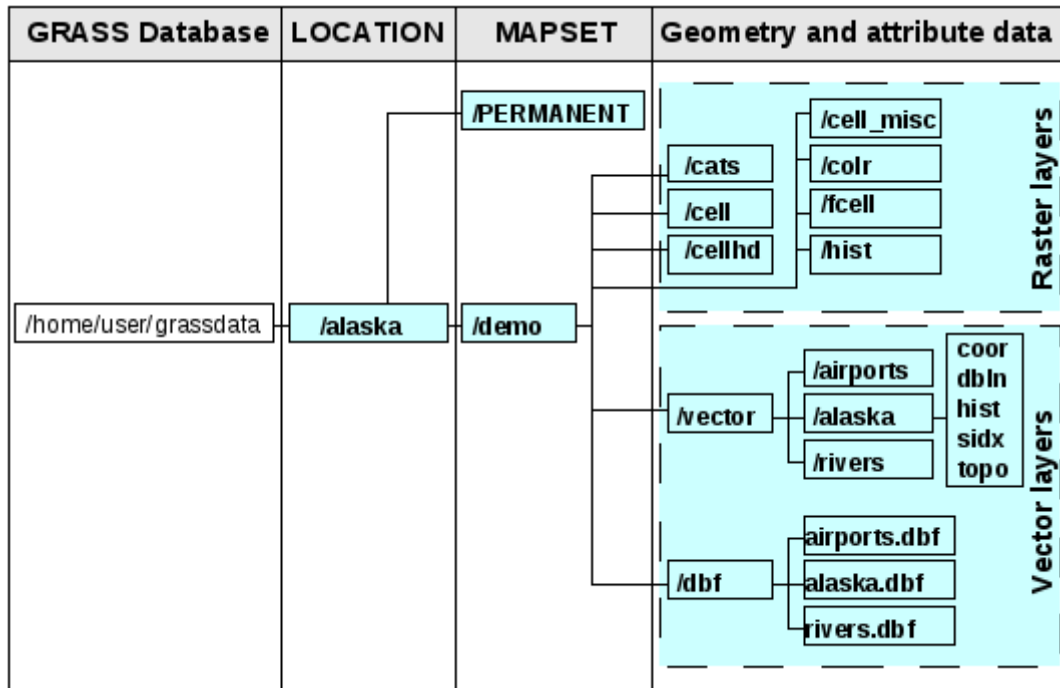 GRASS Database
LOCATION
MAPSET
Geometry and attribute data
/home/user/grassdata
/alaska
/PERMANENT
/demo
/cats
/cell
/cellhd
/cell_misc
/colr
/fcell
/hist
Raster layers
/vector
/airports
/alaska
/rivers
coor
dbln
hist
sidx
topo
/dbf
airports.dbf
alaska.dbf
rivers.dbf
Vector layers